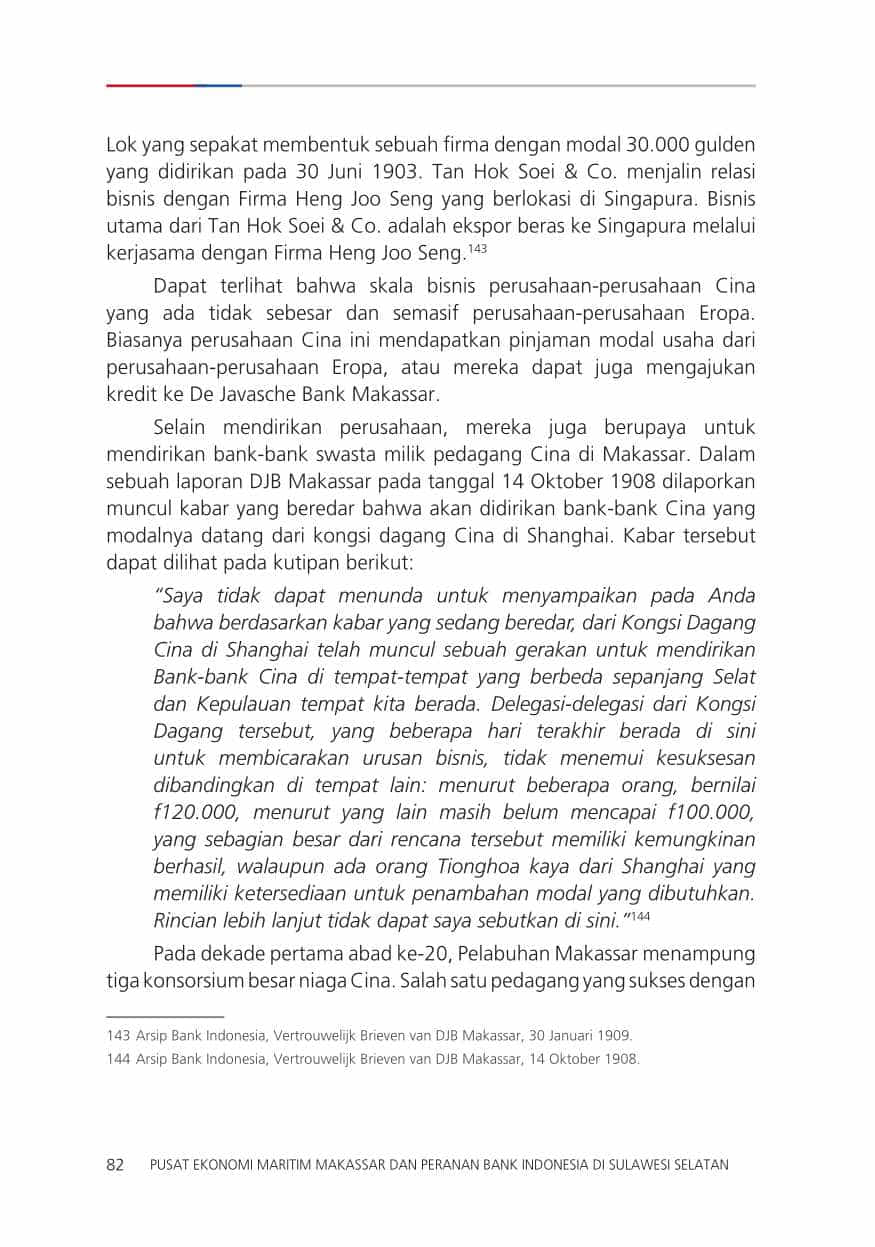 Lok yang sepakat membentuk sebuah firma dengan modal 30.000 gulden
yang didirikan pada 30 Juni 1903. Tan Hok Soei & Co. menjalin relasi
bisnis dengan Firma Heng Joo Seng yang berlokasi di Singapura. Bisnis
utama dari Tan Hok Soei & Co. adalah ekspor beras ke Singapura melalui
kerjasama dengan Firma Heng Joo Seng.143
Dapat terlihat bahwa skala bisnis perusahaan-perusahaan Cina
yang ada tidak sebesar dan semasif perusahaan-perusahaan Eropa.
Biasanya perusahaan Cina ini mendapatkan pinjaman modal usaha dari
perusahaan-perusahaan Eropa, atau mereka dapat juga mengajukan
kredit ke De Javasche Bank Makassar.
Selain mendirikan perusahaan, mereka juga berupaya untuk
mendirikan bank-bank swasta milik pedagang Cina di Makassar. Dalam
sebuah laporan DJB Makassar pada tanggal 14 Oktober 1908 dilaporkan
muncul kabar yang beredar bahwa akan didirikan bank-bank Cina yang
modalnya datang dari kongsi dagang Cina di Shanghai. Kabar tersebut
dapat dilihat pada kutipan berikut:
“Saya tidak dapat menunda untuk menyampaikan pada Anda
bahwa berdasarkan kabar yang sedang beredar, dari Kongsi Dagang
Cina di Shanghai telah muncul sebuah gerakan untuk mendirikan
Bank-bank Cina di tempat-tempat yang berbeda sepanjang Selat
dan Kepulauan tempat kita berada. Delegasi-delegasi dari Kongsi
Dagang tersebut, yang beberapa hari terakhir berada di sini
untuk membicarakan urusan bisnis, tidak menemui kesuksesan
dibandingkan di tempat lain: menurut beberapa orang, bernilai
f120.000, menurut yang lain masih belum mencapai f100.000,
yang sebagian besar dari rencana tersebut memiliki kemungkinan
berhasil, walaupun ada orang Tionghoa kaya dari Shanghai yang
memiliki ketersediaan untuk penambahan modal yang dibutuhkan.
Rincian lebih lanjut tidak dapat saya sebutkan di sini.”144
Pada dekade pertama abad ke-20, Pelabuhan Makassar menampung
tiga konsorsium besar niaga Cina. Salah satu pedagang yang sukses dengan
143 Arsip Bank Indonesia, Vertrouwelijk Brieven van DJB Makassar, 30 Januari 1909.
144 Arsip Bank Indonesia, Vertrouwelijk Brieven van DJB Makassar, 14 Oktober 1908.
82 PUSAT EKONOMI MARITIM MAKASSAR DAN PERANAN BANK INDONESIA DI SULAWESI SELATAN